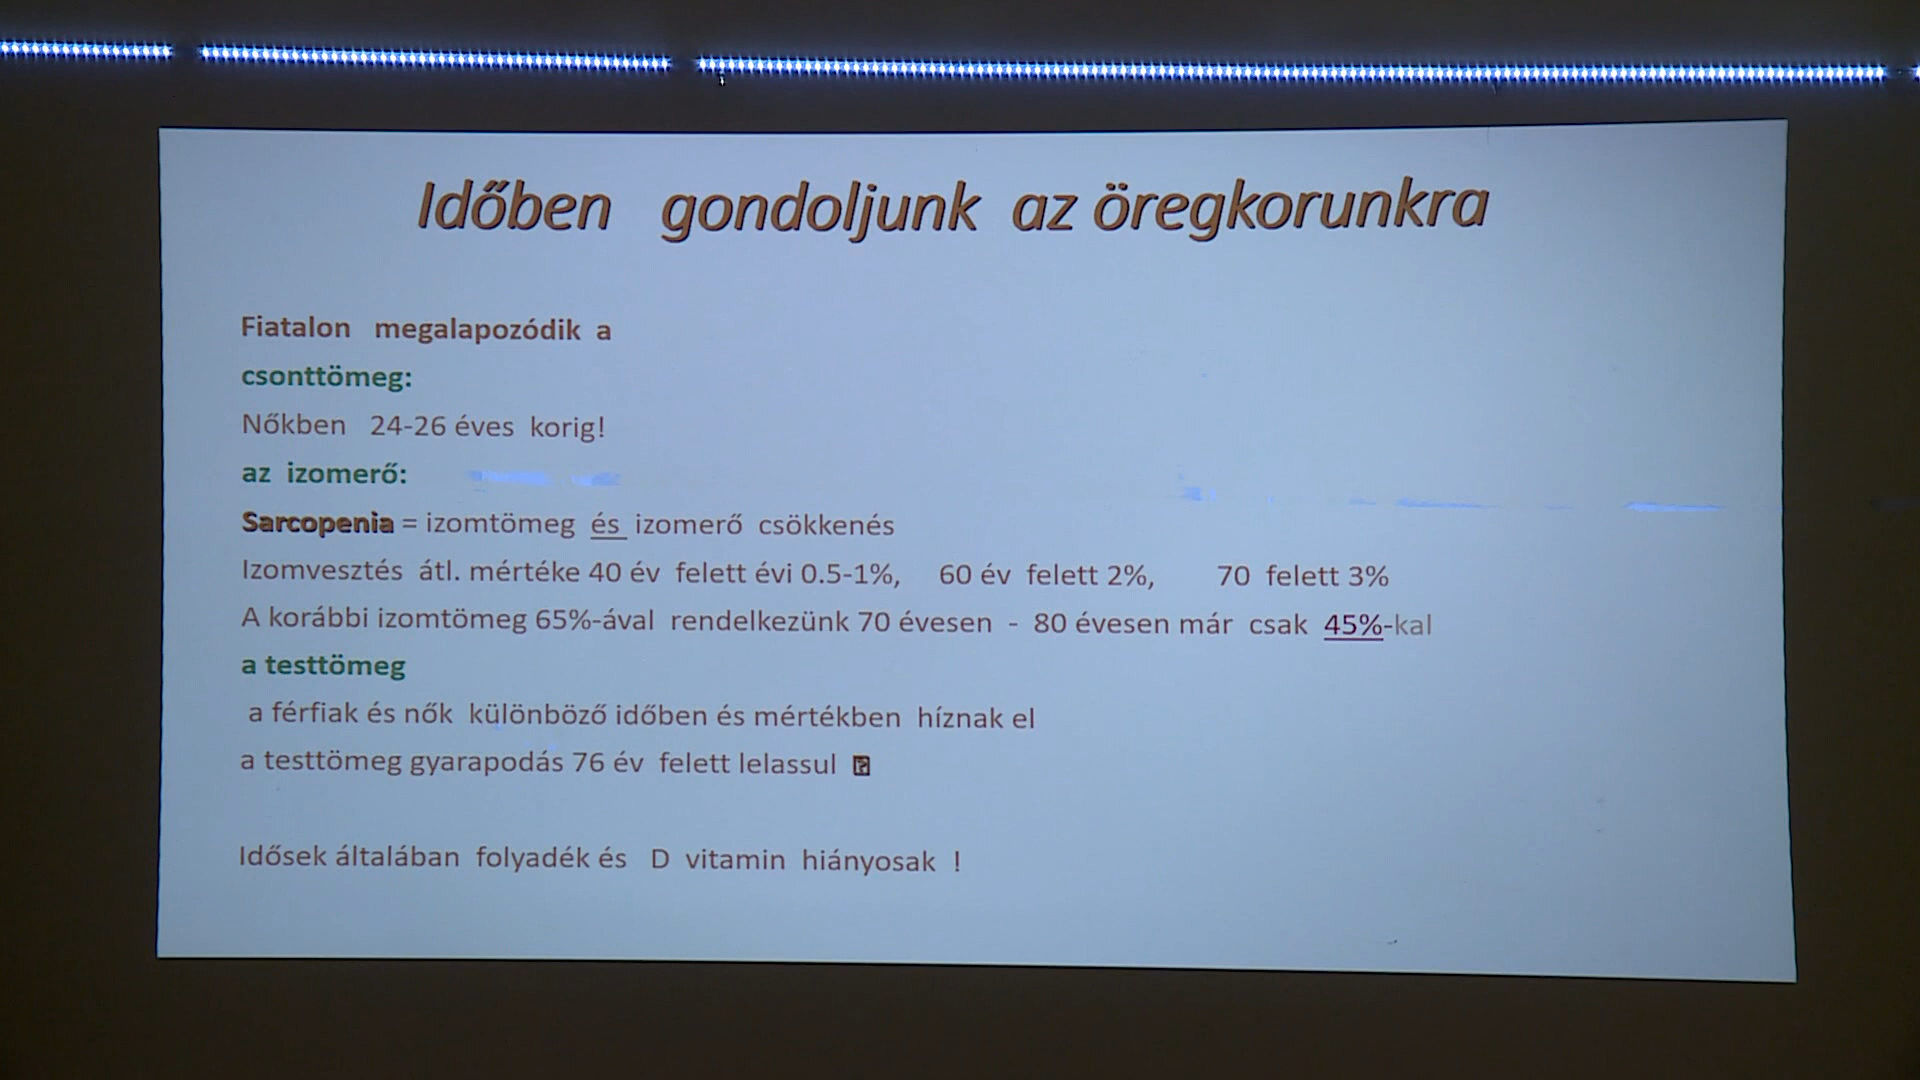 Időben gondoljunk az öregkorunkra
Fiatalon megalapozódik a
csonttömeg:
Nőkben 24-26 éves korig!
az izomerő:
Sarcopenia = izomtömeg és izomerő csökkenés
Izomvesztés átl. mértéke 40 év felett évi 0.5-1%, 60 év felett 2%, 70 felett 3%
A korábbi izomtömeg 65%-ával rendelkezünk 70 évesen - 80 évesen már csak 45%-kal
a testtömeg
a férfiak és nők különböző időben és mértékben híznak el
a testtömeg gyarapodás 76 év felett lelassul
Idősek általában folyadék és D vitamin hiányosak !